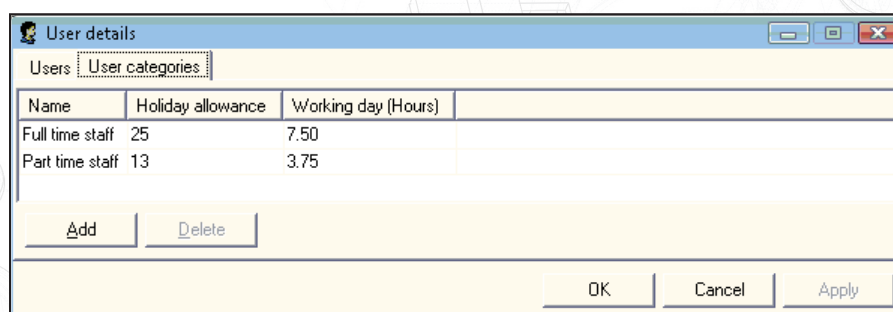 User details
Users User categories
Name Holiday allowance Working day (Hours)
Full time staff 25 7.50
Part time staff 13 3.75
Add Delete
OK Cancel Apply